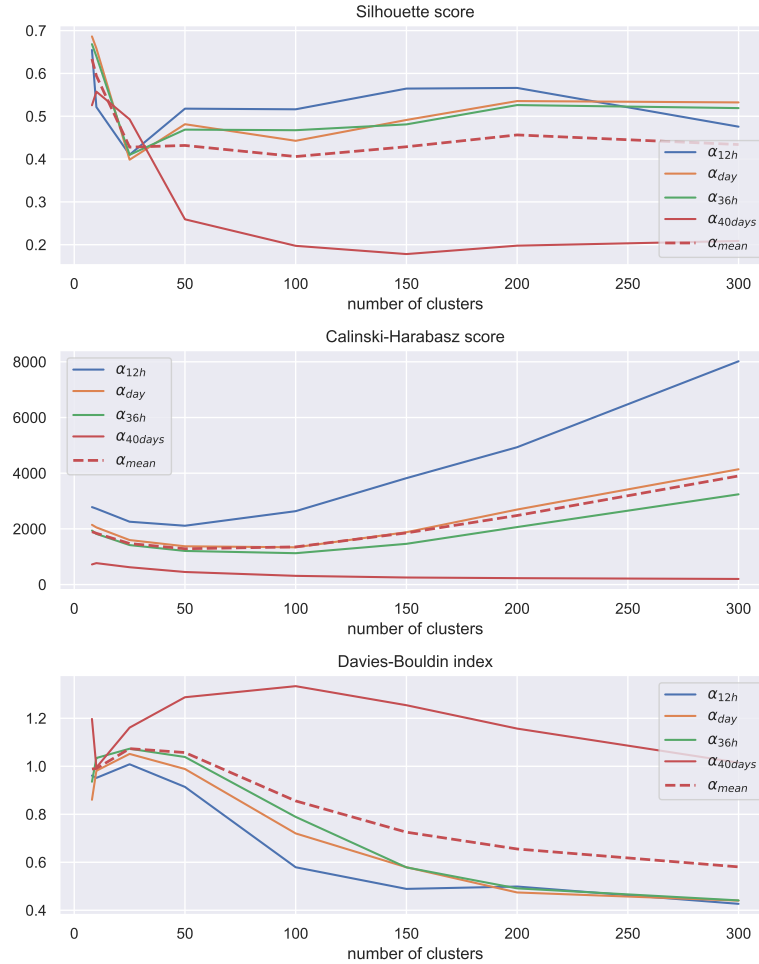 Silhouette score
0.7
0.6
0.5
0.4
0.3
0.2
α12h
αday
α36h
α40days
αmean
0 50 100 150 200 250 300
number of clusters
Calinski-Harabasz score
8000
6000
4000
2000
0
α12h
αday
α36h
α40days
αmean
0 50 100 150 200 250 300
number of clusters
Davies-Bouldin index
1.2
1.0
0.8
0.6
0.4
α12h
αday
α36h
α40days
αmean
0 50 100 150 200 250 300
number of clusters